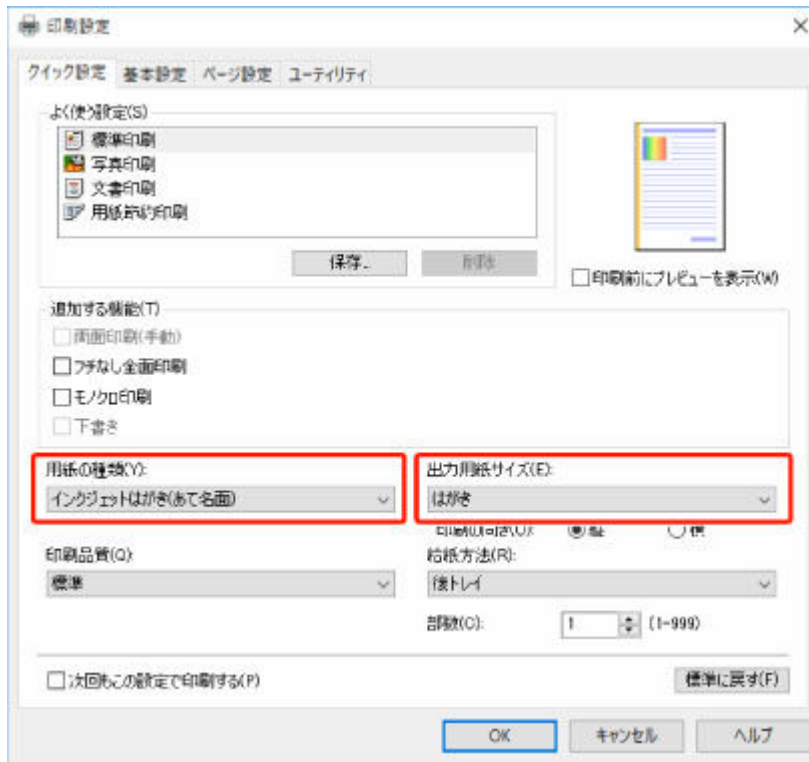 印刷設定
クイック設定 基本設定 ページ設定 ユーティリティ
よく使う設定(S)
標準印刷
写真印刷
文書印刷
用紙節約印刷
保存...
削除
印刷前にプレビューを表示(W)
追加する機能(T)
両面印刷(手動)
フチなし全面印刷
モノクロ印刷
下書き
用紙の種類(Y): 出力用紙サイズ(E):
インクジェットはがき(あて名面) はがき
印刷の向き(O): 縦 横
印刷品質(Q): 給紙方法(R):
標準 後トレイ
部数(C): 1 (1-999)
次回もこの設定で印刷する(P) 標準に戻す(F)
OK キャンセル ヘルプ